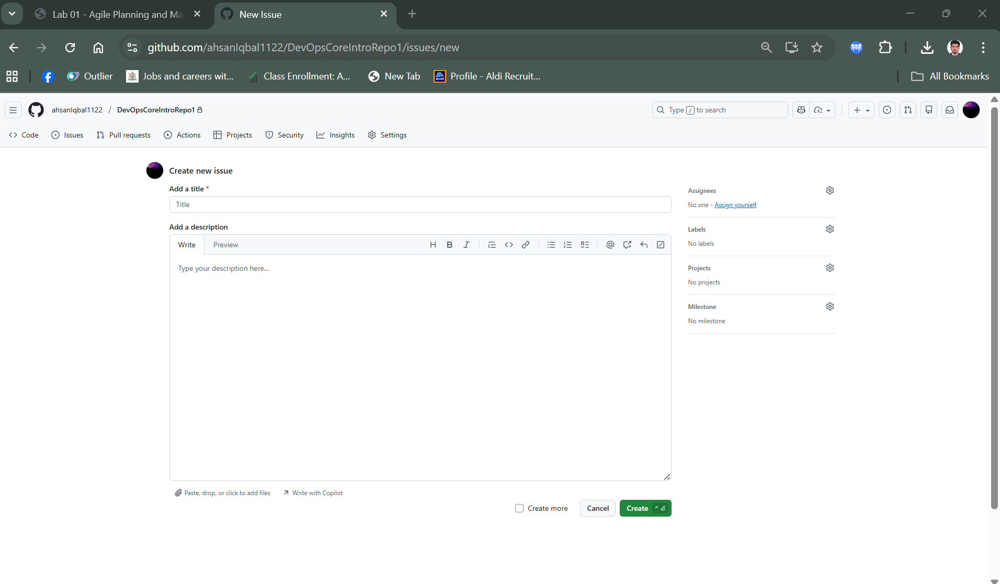 Lab 01 - Agile Planning and Ma
New Issue
github.com/ahsanIqbal1122/DevOpsCoreIntroRepo1/issues/new
Outlier
Jobs and careers wit...
Class Enrollment: A...
New Tab
ALDI
Profile - Aldi Recruit...
All Bookmarks
ahsanIqbal1122 / DevOpsCoreIntroRepo1
Type / to search
Code
Issues
Pull requests
Actions
Projects
Security
Insights
Settings
Create new issue
Add a title *
Title
Add a description
Write
Preview
Type your description here...
Paste, drop, or click to add files
Write with Copilot
Create more
Cancel
Create
Assignees
No one - Assign yourself
Labels
No labels
Projects
No projects
Milestone
No milestone